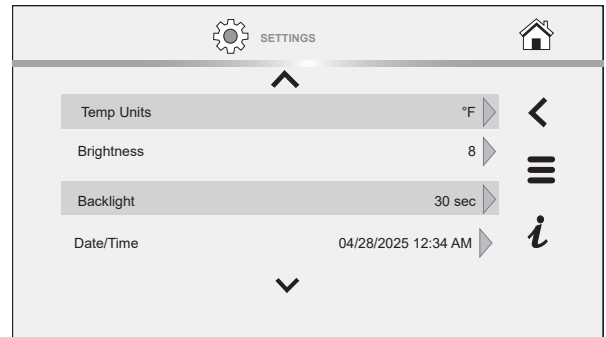 SETTINGS
Temp Units °F
Brightness 8
Backlight 30 sec
Date/Time 04/28/2025 12:34 AM
i